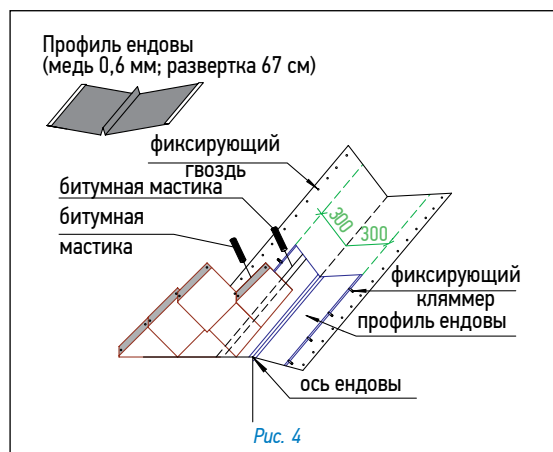 Профиль ендовы
(медь 0,6 мм; развертка 67 см)
фиксирующий
гвоздь
битумная мастика
битумная
мастика
300
300
фиксирующий
кляммер
профиль ендовы
ось ендовы
Рис. 4